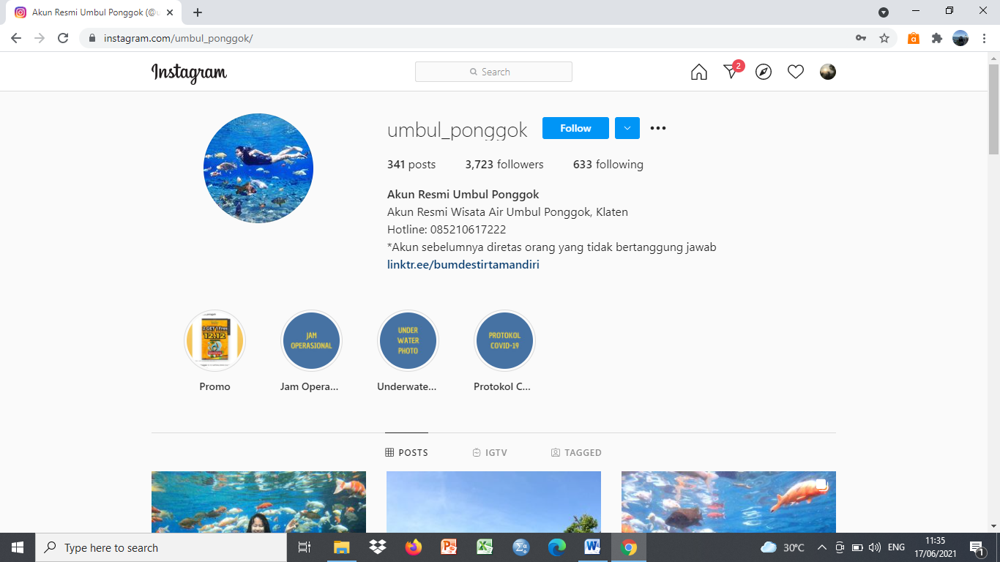 Akun Resmi Umbul Ponggok (@u
instagram.com/umbul_ponggok/
Instagram
Search
2
umbul_ponggok
Follow
341 posts 3,723 followers 633 following
Akun Resmi Umbul Ponggok
Akun Resmi Wisata Air Umbul Ponggok, Klaten
Hotline: 085210617222
*Akun sebelumnya diretas orang yang tidak bertanggung jawab
linktr.ee/bumdestirtamandiri
12.12
JAM
OPERASIONAL
UNDER
WATER
PHOTO
PROTOKOL
COVID-19
Promo
Jam Opera...
Underwate...
Protokol C...
POSTS
IGTV
TAGGED
Type here to search
30°C
ENG
11:35
17/06/2021
1